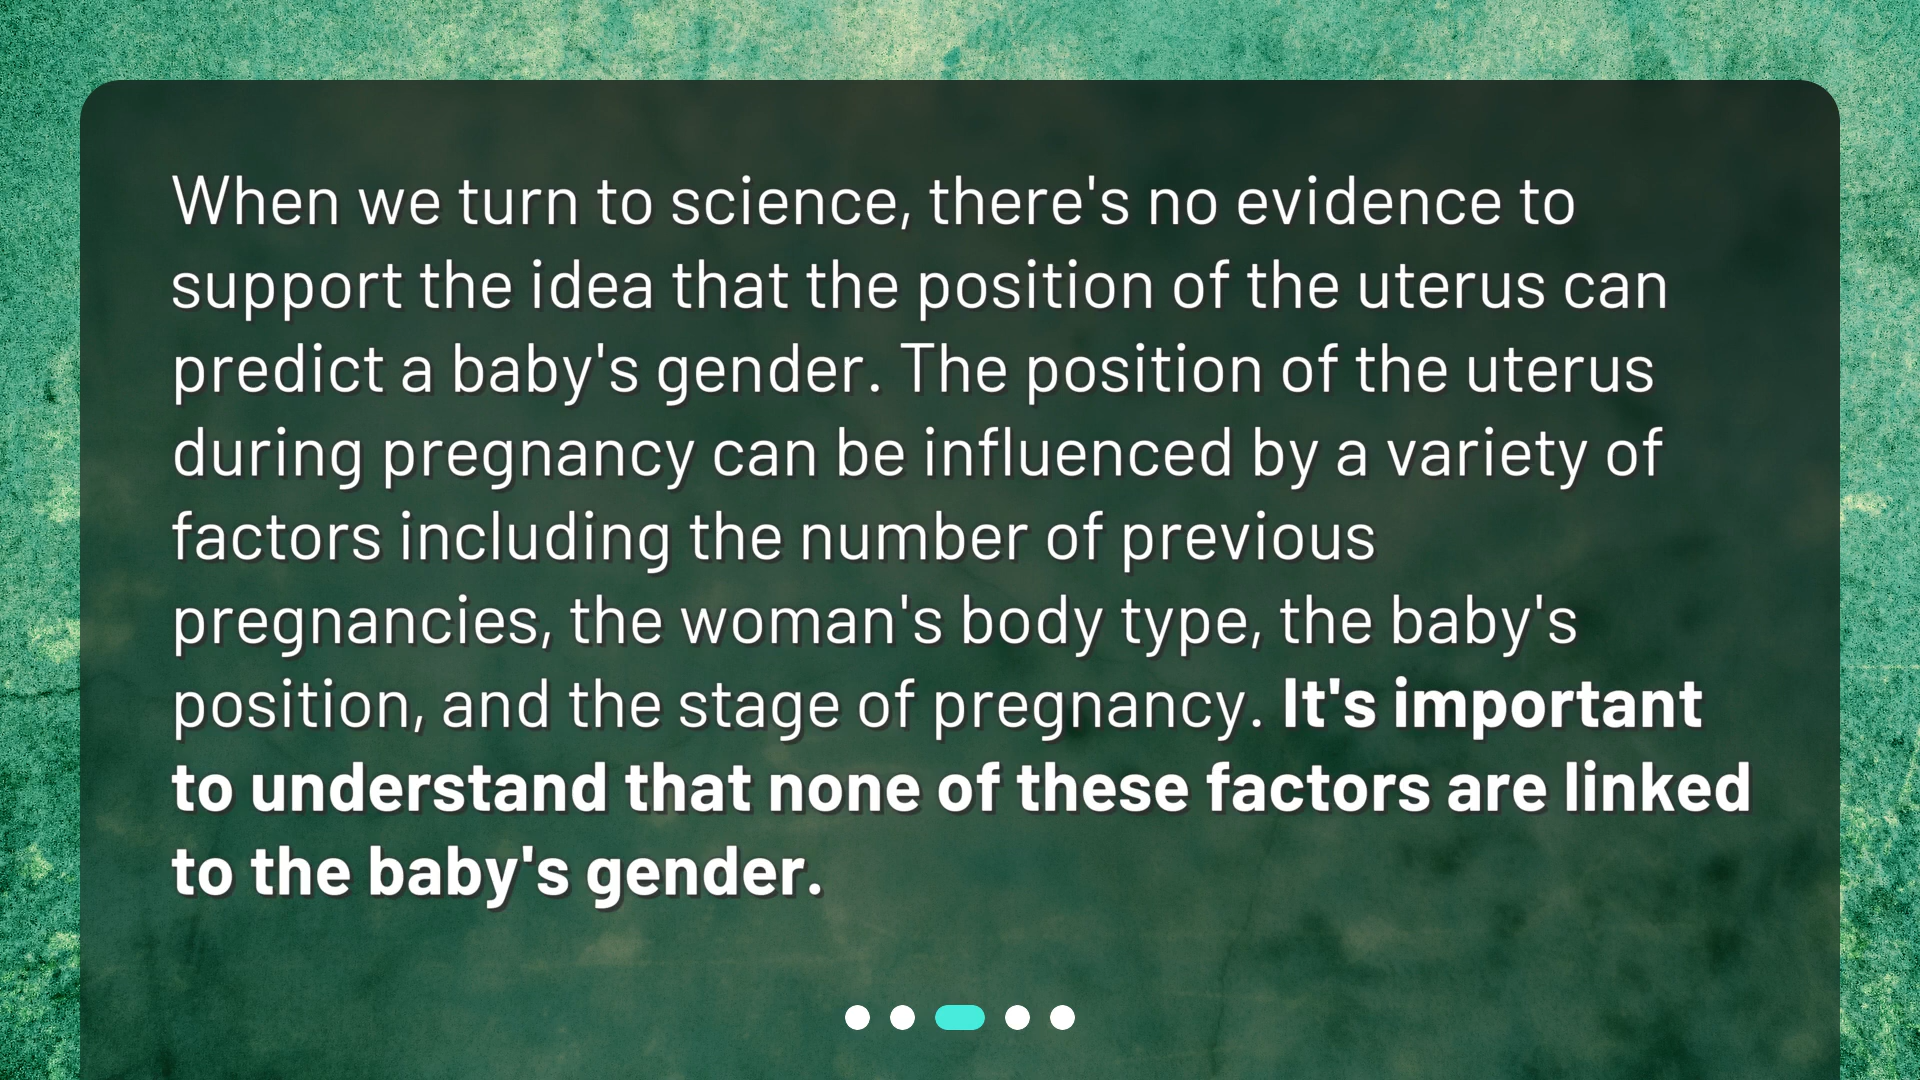 When we turn to science, there's no evidence to
support the idea that the position of the uterus can
predict a baby's gender. The position of the uterus
during pregnancy can be influenced by a variety of
factors including the number of previous
pregnancies, the woman's body type, the baby's
position, and the stage of pregnancy. It's important
to understand that none of these factors are linked
to the baby's gender.